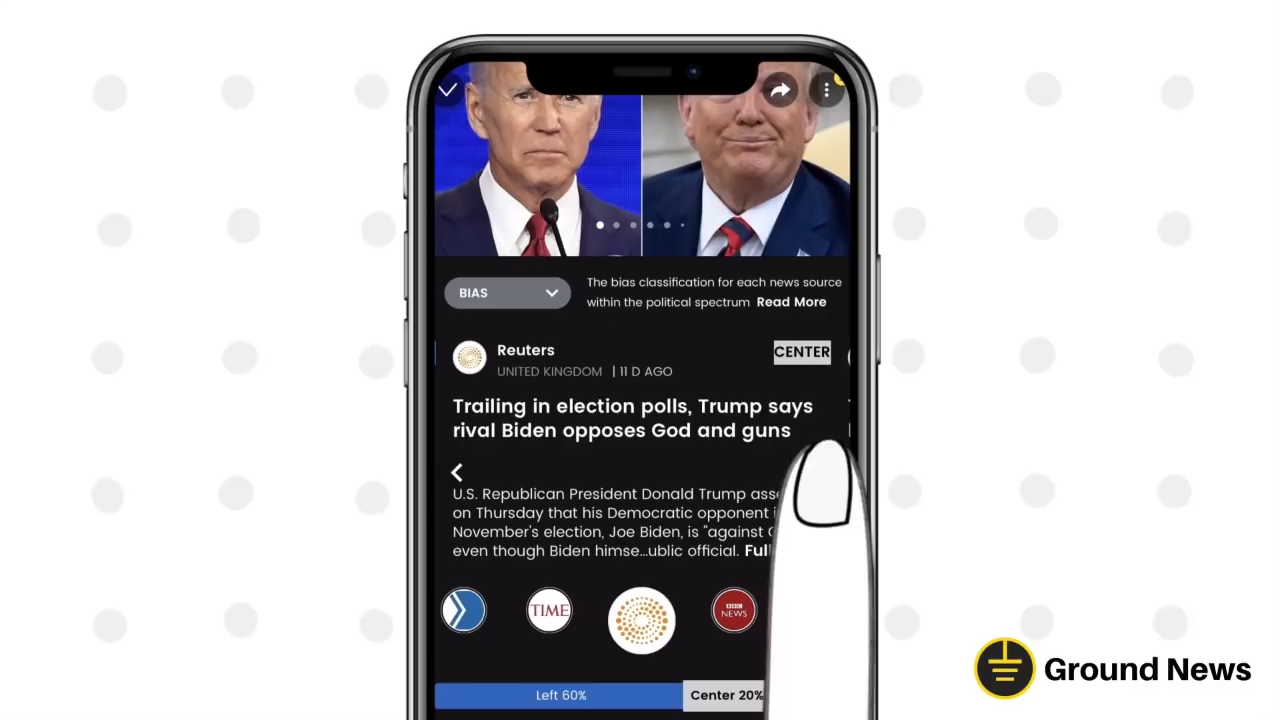 BIAS
The bias classification for each news source
within the political spectrum Read More
Reuters
CENTER
UNITED KINGDOM | 11 D AGO
Trailing in election polls, Trump says
rival Biden opposes God and guns
U.S. Republican President Donald Trump
on Thursday that his Democratic opponent
November's election, Joe Biden, is "against
even though Biden himse...ublic official.
TIME
BBC
NEWS
Left 60% Center 20%
Ground News